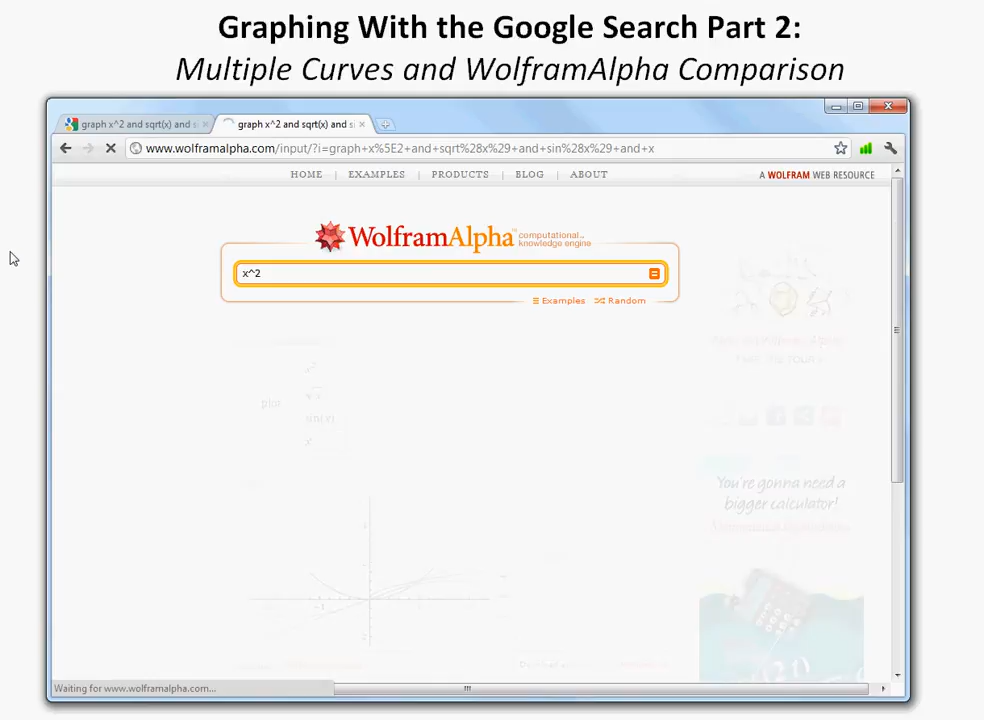 Graphing With the Google Search Part 2:
Multiple Curves and WolframAlpha Comparison
graph x^2 and sqrt(x) and s
graph x^2 and sqrt(x) and si
www.wolframalpha.com/input/?i=graph+x%5E2+and+sqrt%28x%29+and+sin%28x%29+and+x
HOME | EXAMPLES | PRODUCTS | BLOG | ABOUT
A WOLFRAM WEB RESOURCE
WolframAlpha computational knowledge engine
x^2
Examples Random
plot
sin(x)
You're gonna need a
bigger calculator!
Waiting for www.wolframalpha.com...